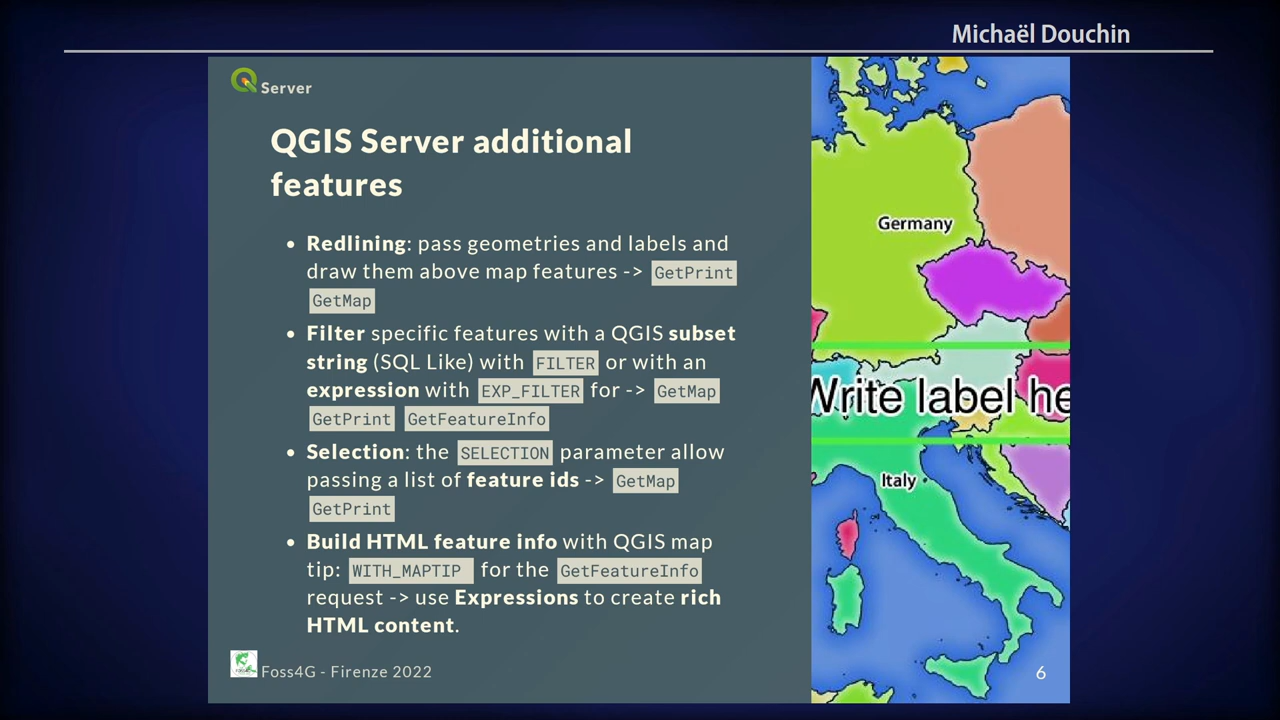 Michaël Douchin
Server
QGIS Server additional
features
• Redlining: pass geometries and labels and
draw them above map features -> GetPrint
GetMap
• Filter specific features with a QGIS subset
string (SQL Like) with FILTER or with an
expression with EXP_FILTER for -> GetMap
GetPrint GetFeatureInfo
• Selection: the SELECTION parameter allow
passing a list of feature ids -> GetMap
GetPrint
• Build HTML feature info with QGIS map
tip: WITH_MAPTIP for the GetFeatureInfo
request -> use Expressions to create rich
HTML content.
Germany
Write label he
Italy
Foss4G - Firenze 2022
6